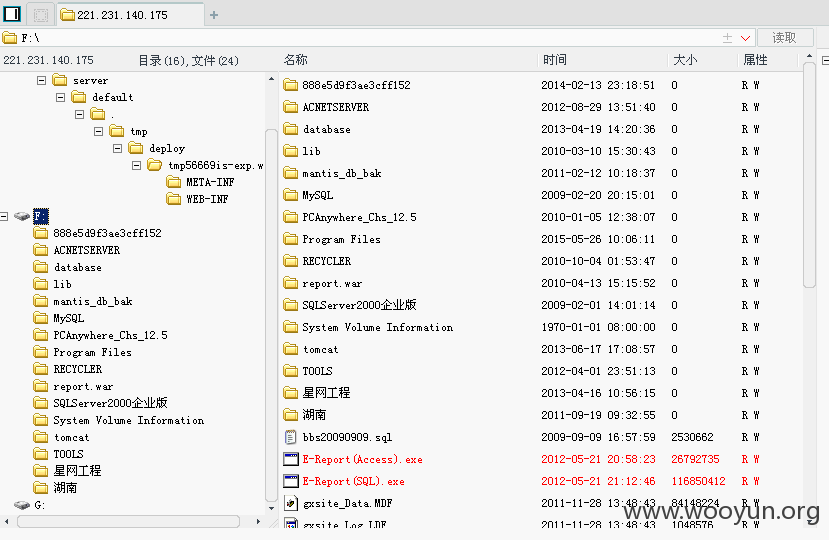 221.231.140.175
F:\
读取
221.231.140.175 目录(16),文件(24)
server
default
.
tmp
deploy
tmp56669is-exp.w
META-INF
WEB-INF
F:
888e5d9f3ae3cff152
ACNETSERVER
database
lib
mantis_db_bak
MySQL
PCAnywhere_Chs_12.5
Program Files
RECYCLER
report.war
SQLServer2000企业版
System Volume Information
tomcat
TOOLS
星网工程
湖南
G:
名称 时间 大小 属性
888e5d9f3ae3cff152 2014-02-13 23:18:51 0 R W
ACNETSERVER 2012-08-29 13:51:40 0 R W
database 2013-04-19 14:20:36 0 R W
lib 2010-03-10 15:30:43 0 R W
mantis_db_bak 2011-02-12 10:18:37 0 R W
MySQL 2009-02-20 20:15:01 0 R W
PCAnywhere_Chs_12.5 2010-01-05 12:38:07 0 R W
Program Files 2015-05-26 10:06:11 0 R W
RECYCLER 2010-10-04 01:53:47 0 R W
report.war 2010-04-13 15:15:52 0 R W
SQLServer2000企业版 2009-02-01 14:01:14 0 R W
System Volume Information 1970-01-01 08:00:00 0 R W
tomcat 2013-06-17 17:08:57 0 R W
TOOLS 2012-04-01 23:51:13 0 R W
星网工程 2013-04-16 10:56:15 0 R W
湖南 2011-09-19 09:32:55 0 R W
bbs20090909.sql 2009-09-09 16:57:59 2530662 R W
E-Report(Access).exe 2012-05-21 20:58:23 26792735 R W
E-Report(SQL).exe 2012-05-21 21:12:46 116850412 R W
gxsite_Data.MDF 2011-11-28 13:48:43 84148224 R W
gxsite_Log.LDF 2011-11-28 13:48:43 1048576 R W
www.wooyun.org